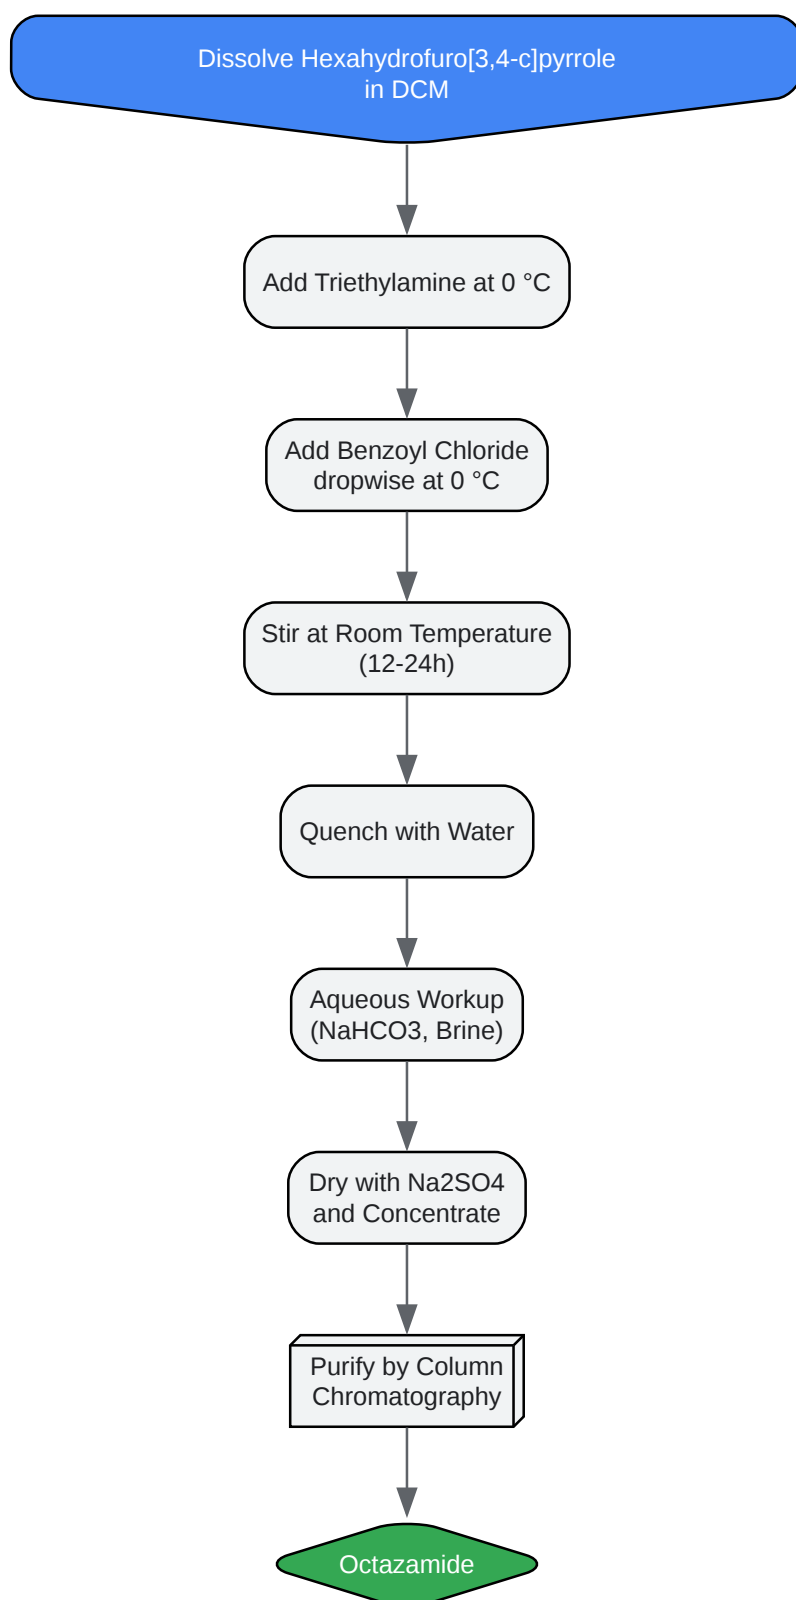 Dissolve Hexahydrofuro[3,4-c]pyrrole
in DCM
Add Triethylamine at 0 °C
Add Benzoyl Chloride
dropwise at 0 °C
Stir at Room Temperature
(12-24h)
Quench with Water
Aqueous Workup
(NaHCO3, Brine)
Dry with Na2SO4
and Concentrate
Purify by Column
Chromatography
Octazamide